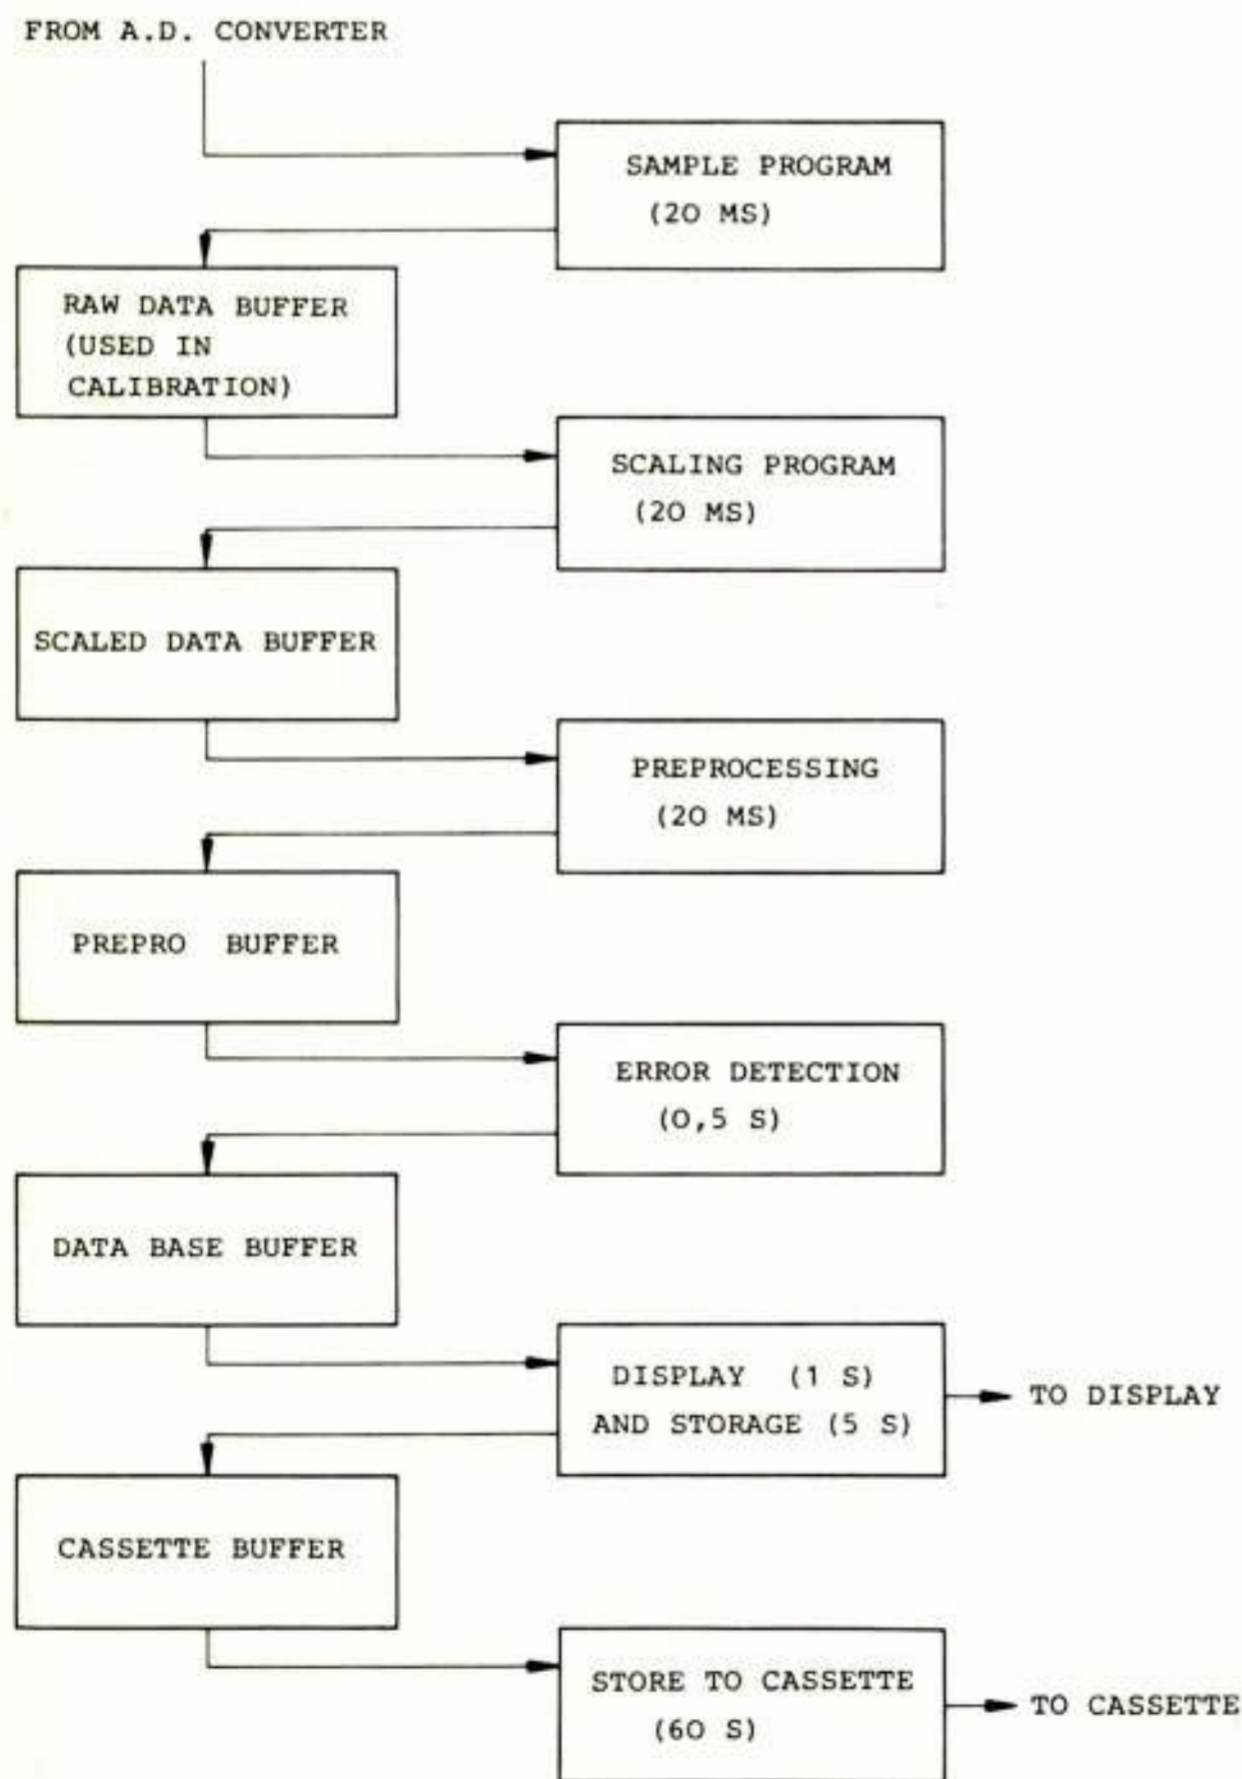 FROM A.D. CONVERTER
SAMPLE PROGRAM
(20 MS)
RAW DATA BUFFER
(USED IN
CALIBRATION)
SCALING PROGRAM
(20 MS)
SCALED DATA BUFFER
PREPROCESSING
(20 MS)
PREPRO BUFFER
ERROR DETECTION
(0,5 S)
DATA BASE BUFFER
DISPLAY (1 S)
AND STORAGE (5 S)
TO DISPLAY
CASSETTE BUFFER
STORE TO CASSETTE
(60 S)
TO CASSETTE